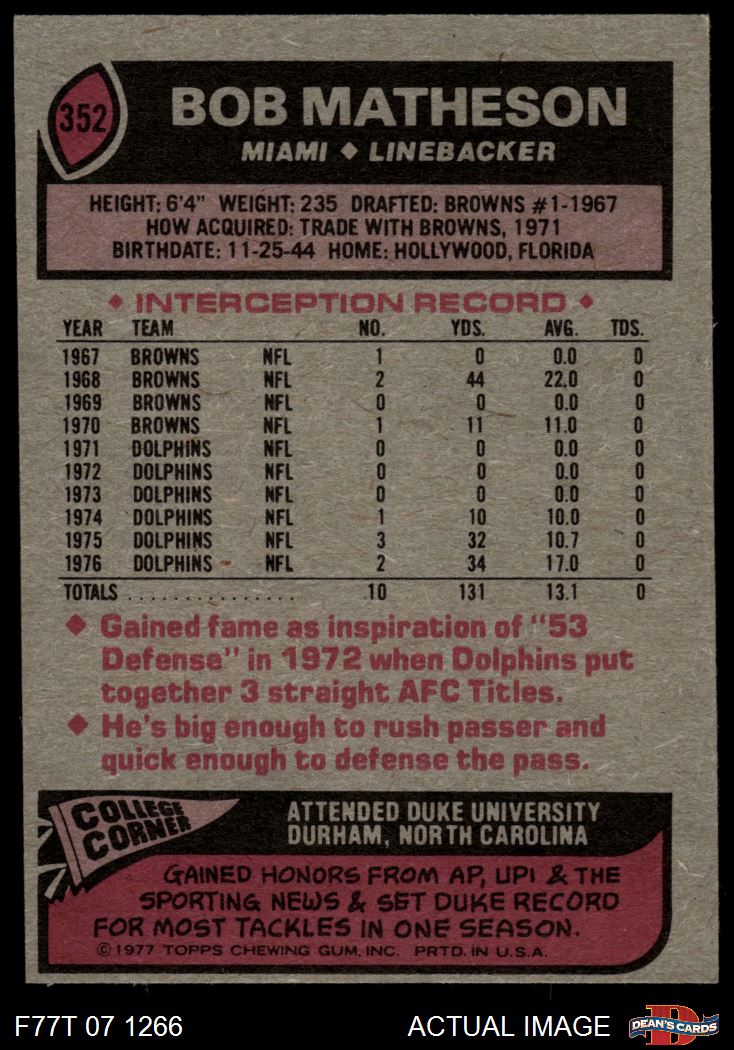 352
BOB MATHESON
MIAMI ◆ LINEBACKER
HEIGHT: 6'4" WEIGHT: 235 DRAFTED: BROWNS #1-1967
HOW ACQUIRED: TRADE WITH BROWNS, 1971
BIRTHDATE: 11-25-44 HOME: HOLLYWOOD, FLORIDA
◆ INTERCEPTION RECORD ◆
YEAR TEAM NO. YDS. AVG. TDS.
1967 BROWNS NFL 1 0 0.0 0
1968 BROWNS NFL 2 44 22.0 0
1969 BROWNS NFL 0 0 0.0 0
1970 BROWNS NFL 1 11 11.0 0
1971 DOLPHINS NFL 0 0 0.0 0
1972 DOLPHINS NFL 0 0 0.0 0
1973 DOLPHINS NFL 0 0 0.0 0
1974 DOLPHINS NFL 1 10 10.0 0
1975 DOLPHINS NFL 3 32 10.7 0
1976 DOLPHINS NFL 2 34 17.0 0
TOTALS . . . . . . . . . . . . . . . 10 131 13.1 0
◆ Gained fame as inspiration of "53
Defense" in 1972 when Dolphins put
together 3 straight AFC Titles.
◆ He's big enough to rush passer and
quick enough to defense the pass.
COLLEGE
CORNER
ATTENDED DUKE UNIVERSITY
DURHAM, NORTH CAROLINA
GAINED HONORS FROM AP, UPI & THE
SPORTING NEWS & SET DUKE RECORD
FOR MOST TACKLES IN ONE SEASON.
© 1977 TOPPS CHEWING GUM, INC. PRTD. IN U.S.A.
F77T 07 1266 ACTUAL IMAGE
D
DEAN'S CARDS